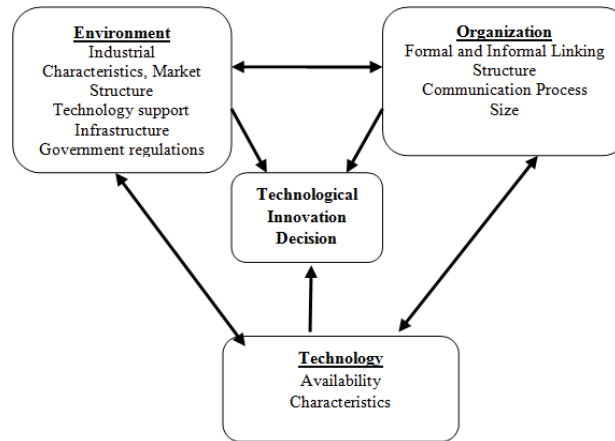 Environment
Industrial
Characteristics, Market
Structure
Technology support
Infrastructure
Government regulations
Organization
Formal and Informal Linking
Structure
Communication Process
Size
Technological
Innovation
Decision
Technology
Availability
Characteristics